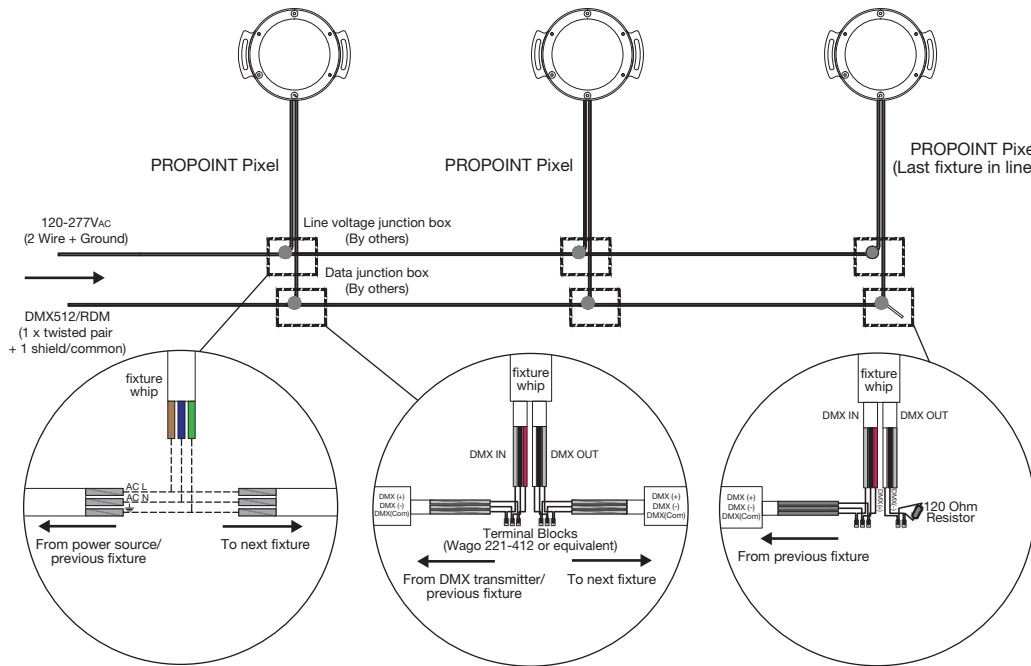 PROPOINT Pixel
PROPOINT Pixel
PROPOINT Pixe
(Last fixture in line
120-277VAC
(2 Wire + Ground)
Line voltage junction box
(By others)
Data junction box
(By others)
DMX512/RDM
(1 x twisted pair
+ 1 shield/common)
fixture
whip
AC L
AC N
From power source/
previous fixture
To next fixture
fixture
whip
DMX IN
DMX OUT
DMX (+)
DMX (-)
DMX(Com)
DMX (+)
DMX (-)
DMX(Com)
Terminal Blocks
(Wago 221-412 or equivalent)
From DMX transmitter/
previous fixture
To next fixture
fixture
whip
DMX IN
DMX OUT
DMX (+)
DMX (-)
DMX(Com)
DMX(+)
DMX(-)
120 Ohm
Resistor
From previous fixture